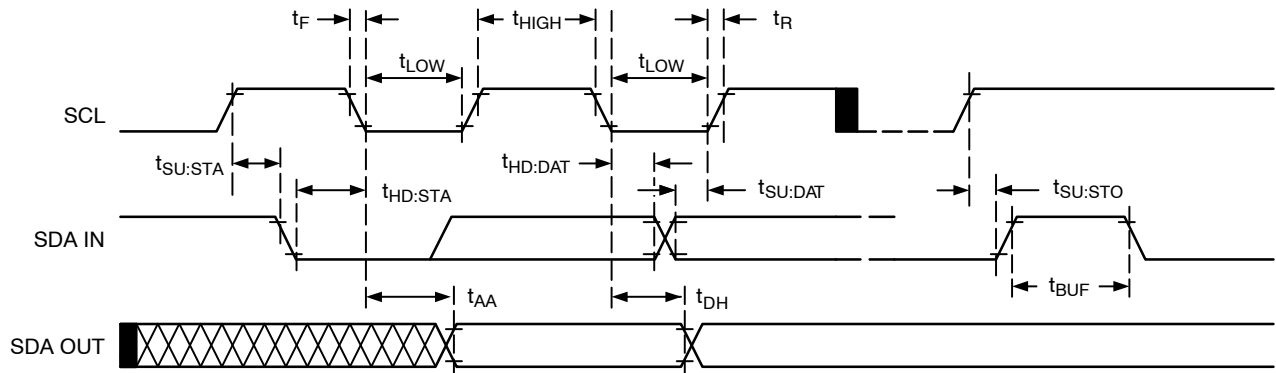 tF
tHIGH
tR
tLOW
tLOW
SCL
tSU:STA
tHD:STA
tHD:DAT
tSU:DAT
tSU:STO
SDA IN
tAA
tDH
tBUF
SDA OUT